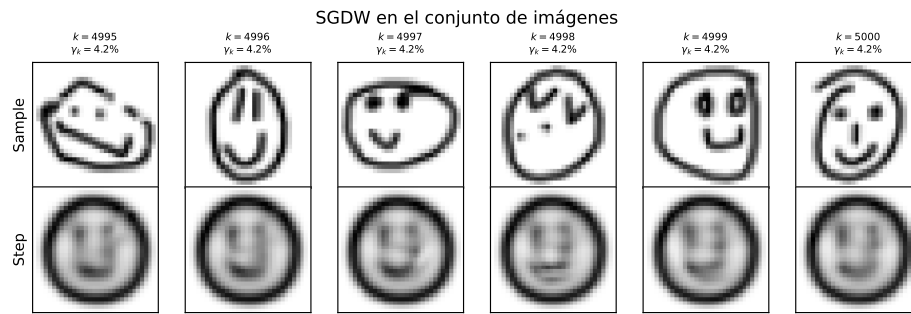 SGDW en el conjunto de imágenes
k = 4995 k = 4996 k = 4997 k = 4998 k = 4999 k = 5000
γₖ = 4.2% γₖ = 4.2% γₖ = 4.2% γₖ = 4.2% γₖ = 4.2% γₖ = 4.2%
Sample
Step